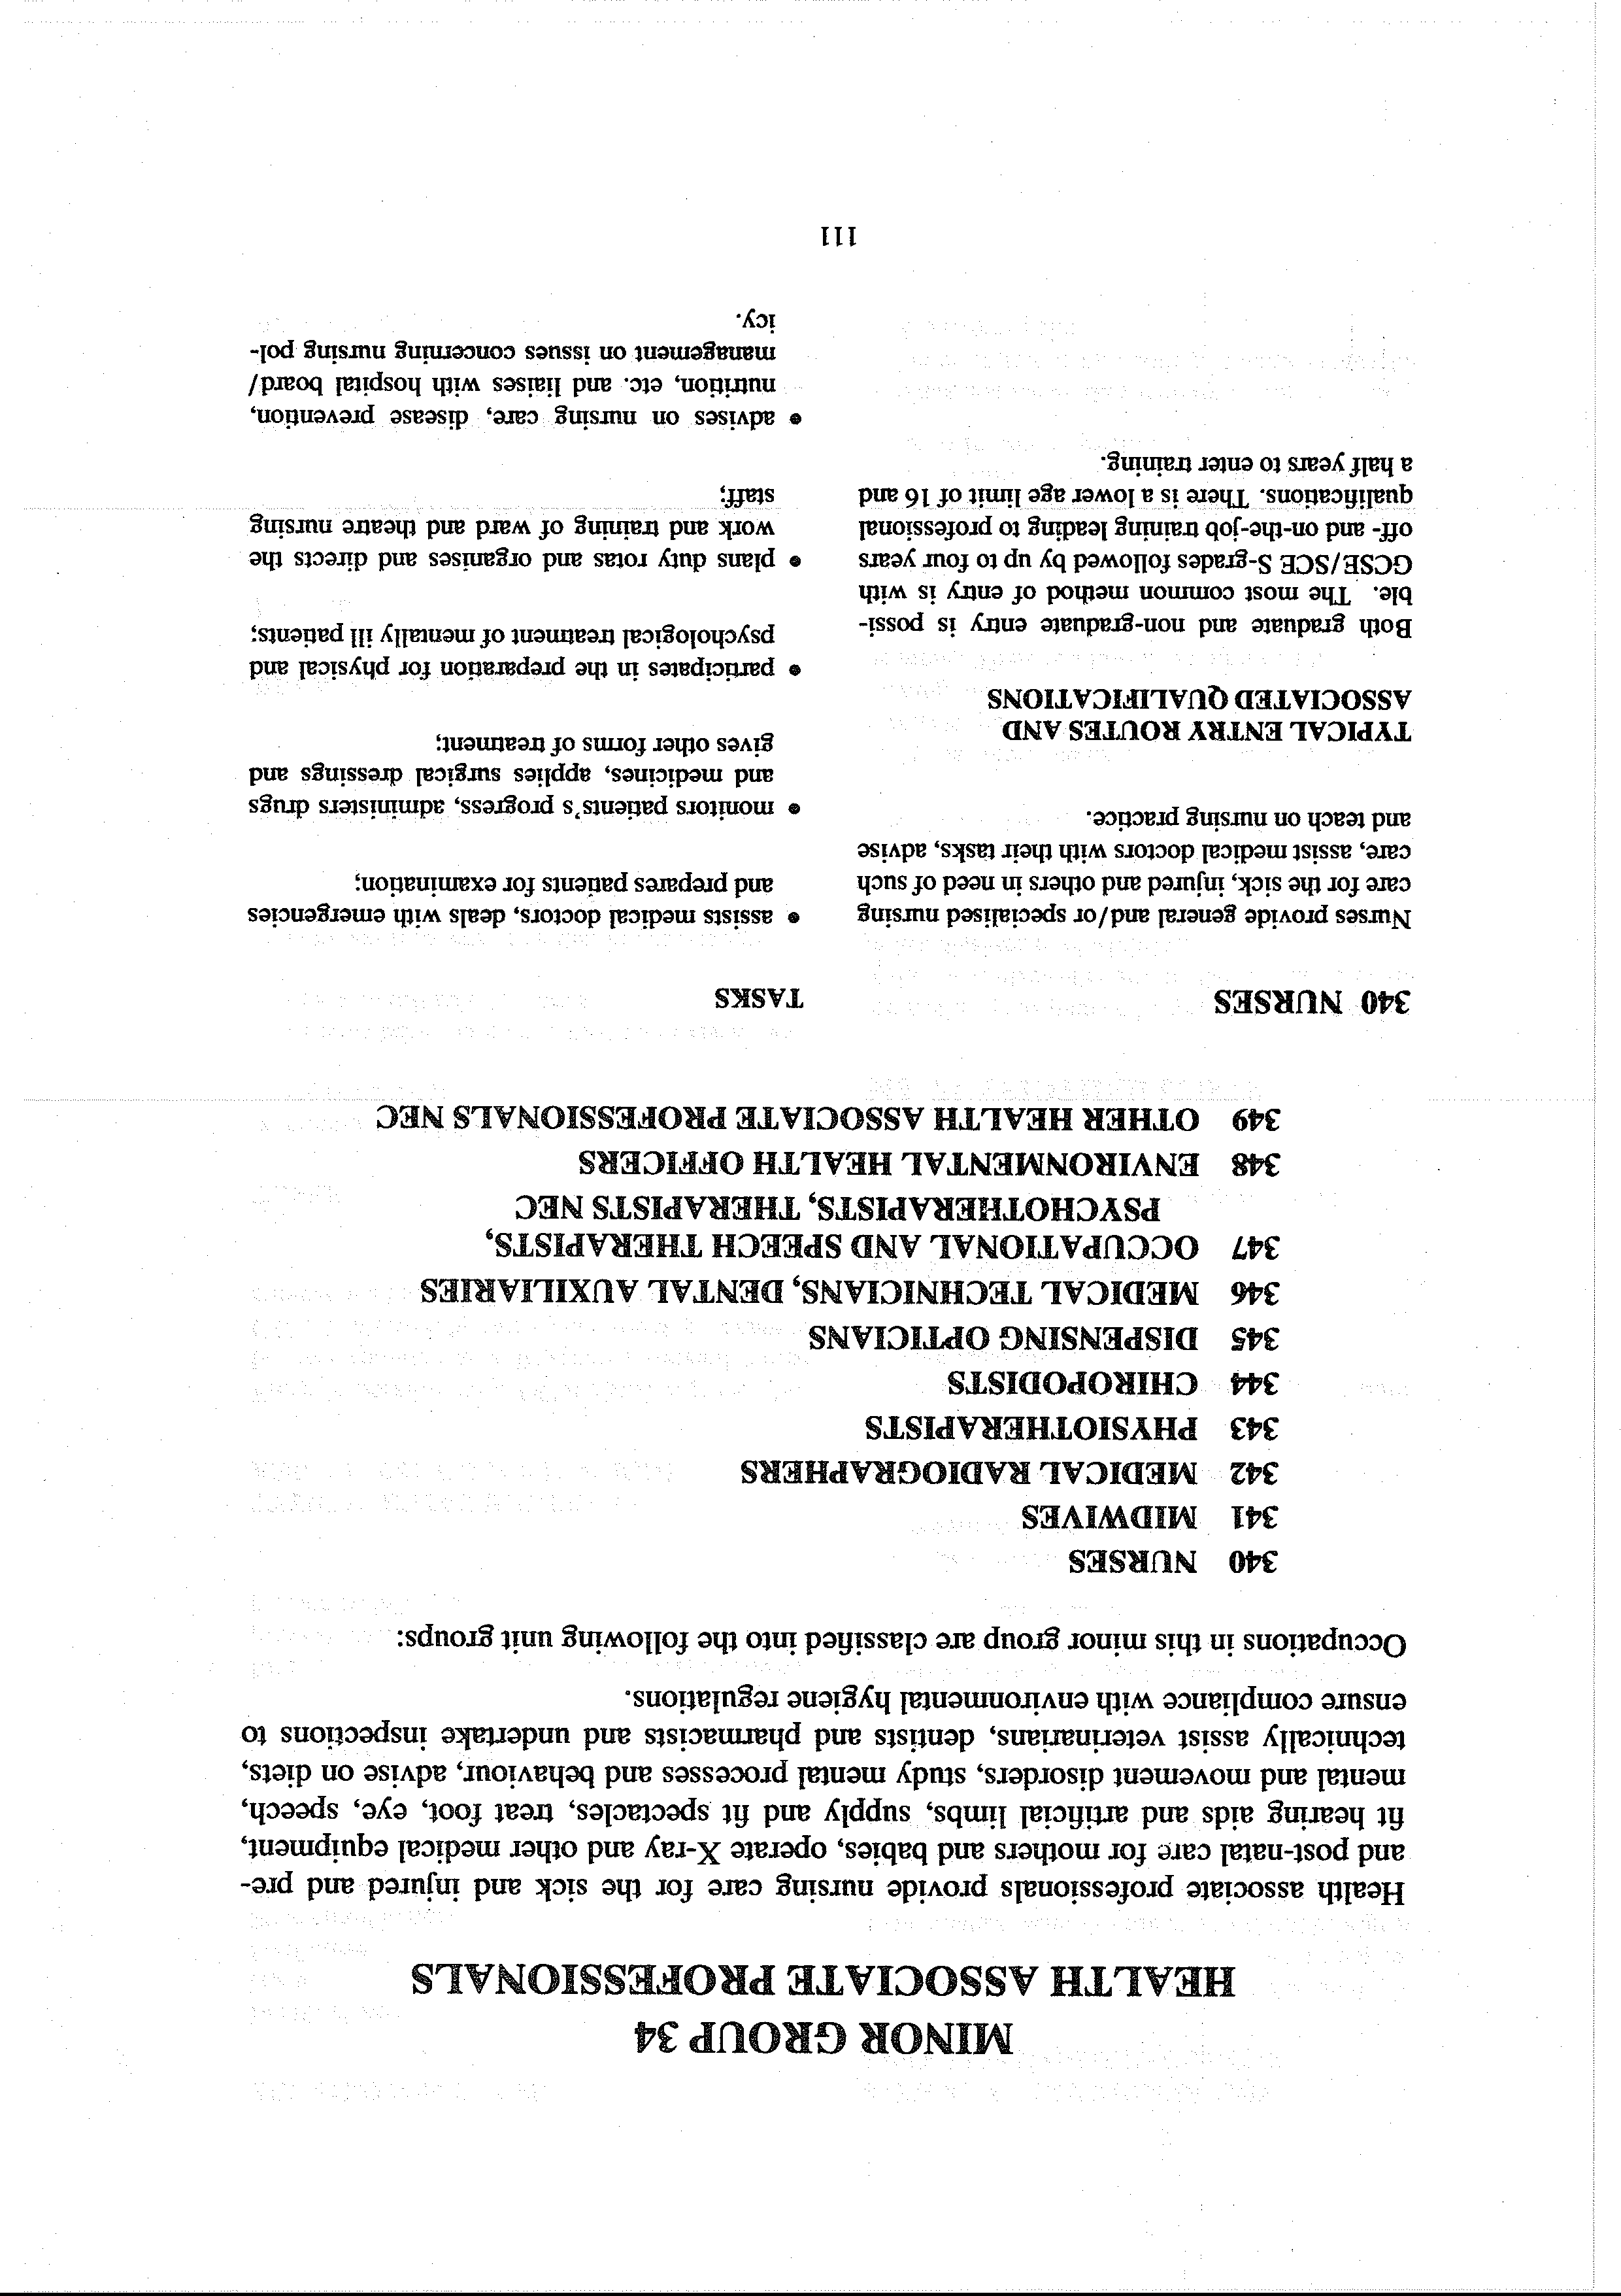 MINOR GROUP 34
HEALTH ASSOCIATE PROFESSIONALS
Health associate professionals provide nursing care for the sick and injured and pre-
and post-natal care for mothers and babies, operate X-ray and other medical equipment,
fit hearing aids and artificial limbs, supply and fit spectacles, treat foot, eye, speech,
mental and movement disorders, study mental processes and behaviour, advise on diets,
technically assist veterinarians, dentists and pharmacists and undertake inspections to
ensure compliance with environmental hygiene regulations.
Occupations in this minor group are classified into the following unit groups:
340 NURSES
341 MIDWIVES
342 MEDICAL RADIOGRAPHERS
343 PHYSIOTHERAPISTS
344 CHIROPODISTS
345 DISPENSING OPTICIANS
346 MEDICAL TECHNICIANS, DENTAL AUXILIARIES
347 OCCUPATIONAL AND SPEECH THERAPISTS,
PSYCHOTHERAPISTS, THERAPISTS NEC
348 ENVIRONMENTAL HEALTH OFFICERS
349 OTHER HEALTH ASSOCIATE PROFESSIONALS NEC
340 NURSES
Nurses provide general and/or specialised nursing
care for the sick, injured and others in need of such
care, assist medical doctors with their tasks, advise
and teach on nursing practice.
TYPICAL ENTRY ROUTES AND
ASSOCIATED QUALIFICATIONS
Both graduate and non-graduate entry is possi-
ble. The most common method of entry is with
GCSE/SCE S-grades followed by up to four years
off- and on-the-job training leading to professional
qualifications. There is a lower age limit of 16 and
a half years to enter training.
TASKS
• assists medical doctors, deals with emergencies
and prepares patients for examination;
• monitors patients's progress, administers drugs
and medicines, applies surgical dressings and
gives other forms of treatment;
• participates in the preparation for physical and
psychological treatment of mentally ill patients;
• plans duty rotas and organises and directs the
work and training of ward and theatre nursing
staff;
• advises on nursing care, disease prevention,
nutrition, etc. and liaises with hospital board/
management on issues concerning nursing pol-
icy.
111